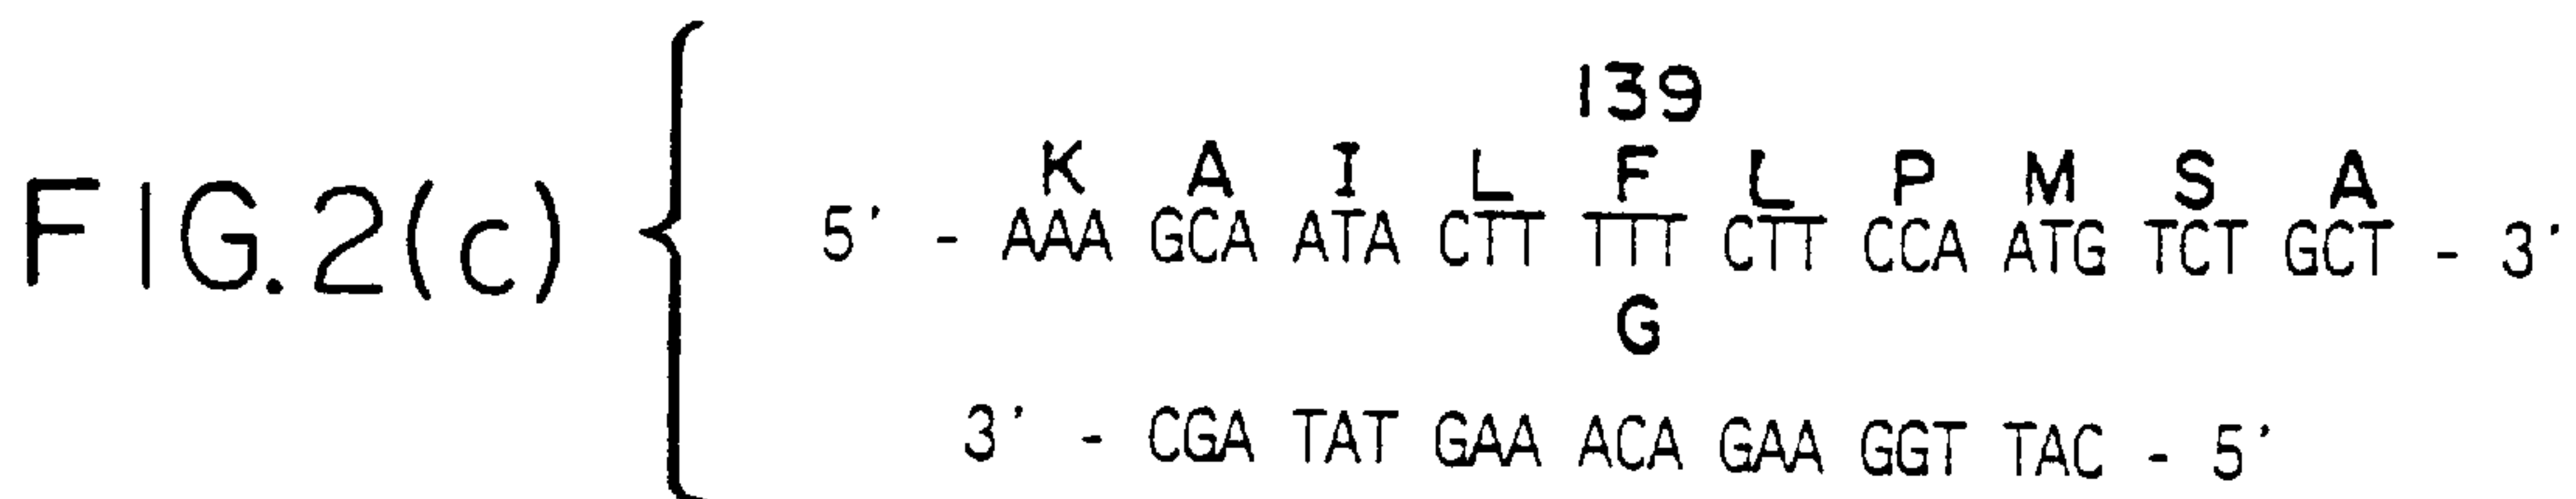 FIG.2(c)
139
K A I L F L P M S A
5' - AAA GCA ATA CTT TTT CTT CCA ATG TCT GCT - 3'
G
3' - CGA TAT GAA ACA GAA GGT TAC - 5'